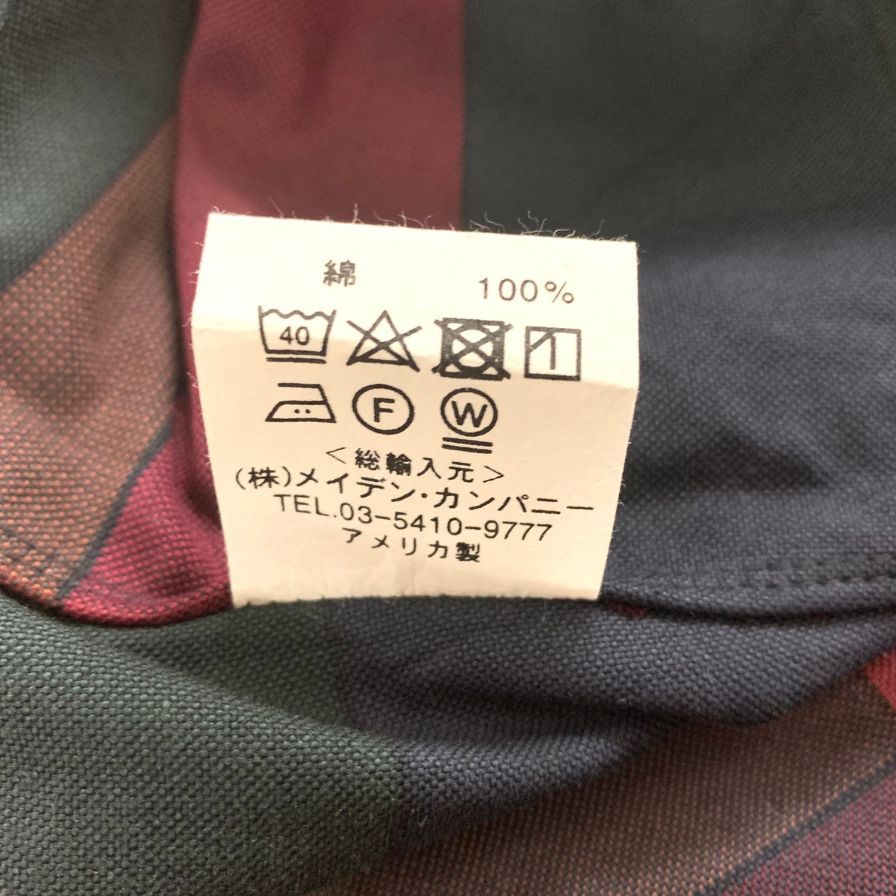 綿 100%
40
F W
<総輸入元>
(株)メイデン・カンパニー
TEL.03-5410-9777
アメリカ製